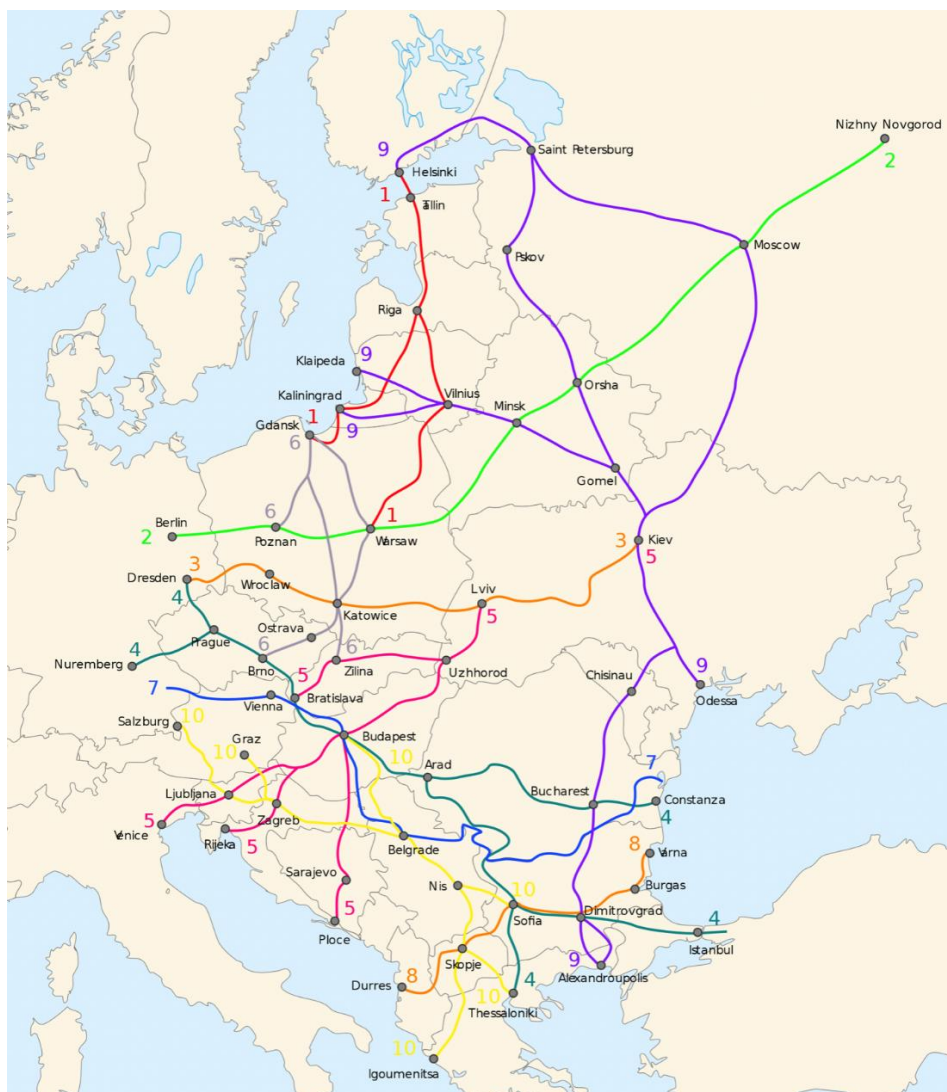 Nizhny Novgorod
2
9
Saint Petersburg
Helsinki
1
Tallin
Moscow
Pskov
Riga
Klaipeda
9
Kaliningrad
1
Vilnius
Orsha
Minsk
Gdansk
6
9
Gomel
Berlin
2
6
Poznan
1
Warsaw
3
Kiev
5
Dresden
3
4
Wroclaw
Lviv
5
Katowice
Ostrava
Prague
4
Nuremberg
6
Brno
6
Zilina
5
Uzhhorod
Chisinau
9
Odessa
7
Vienna
Bratislava
Salzburg
10
Graz
10
Budapest
10
Arad
7
Ljubljana
Bucharest
Constanza
4
Zagreb
5
Venice
Rijeka
5
Belgrade
8
Varna
Sarajevo
Nis
10
Burgas
5
Ploce
Sofia
Dimitrovgrad
4
Istanbul
Skopje
9
Alexandroupolis
Durres
8
10
4
Thessaloniki
10
Igoumenitsa